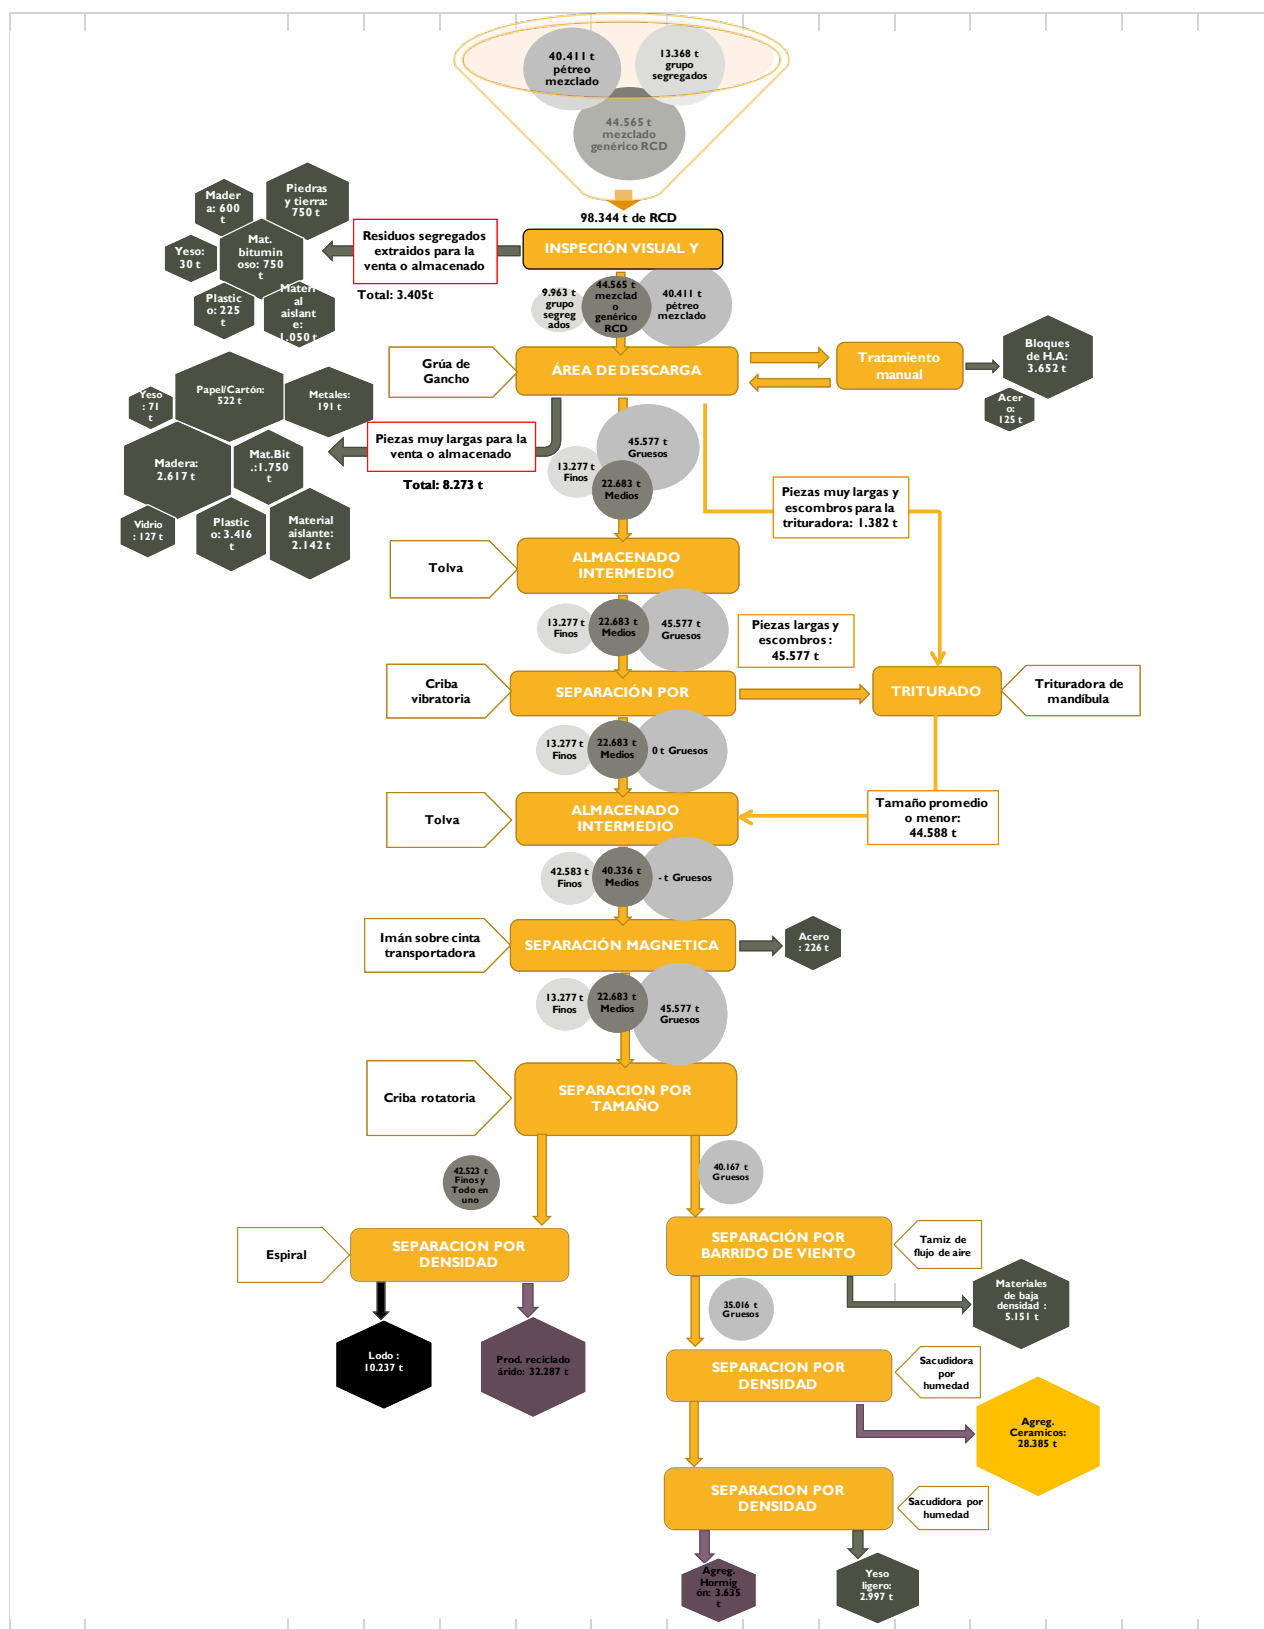 40.411 t
pétreo
mezclado
13.368 t
grupo
segregados
44.565 t
mezclado
genérico RCD
98.344 t de RCD
INSPECIÓN VISUAL Y
Residuos segregados
extraidos para la
venta o almacenado
Total: 3.405t
Mader
a: 600
t
Piedras
y tierra:
750 t
Yeso:
30 t
Mat.
bitumin
oso: 750
t
Plastic
o: 225
t
Materi
al
aislant
e:
1.050 t
9.963 t
grupo
segreg
ados
44.565 t
mezclad
o
genérico
RCD
40.411 t
pétreo
mezclado
Grúa de
Gancho
ÁREA DE DESCARGA
Tratamiento
manual
Bloques
de H.A:
3.652 t
Acer
o:
125 t
Yeso
: 71
t
Papel/Cartón:
522 t
Metales:
191 t
Madera:
2.617 t
Mat.Bit
.:1.750
t
Vidrio
: 127 t
Plastic
o: 3.416
t
Material
aislante:
2.142 t
Piezas muy largas para la
venta o almacenado
Total: 8.273 t
45.577 t
Gruesos
13.277 t
Finos
22.683 t
Medios
Piezas muy largas y
escombros para la
trituradora: 1.382 t
Tolva
ALMACENADO
INTERMEDIO
13.277 t
Finos
22.683 t
Medios
45.577 t
Gruesos
Piezas largas y
escombros :
45.577 t
Criba
vibratoria
SEPARACIÓN POR
TRITURADO
Trituradora de
mandíbula
13.277 t
Finos
22.683 t
Medios
0 t Gruesos
Tolva
ALMACENADO
INTERMEDIO
Tamaño promedio
o menor:
44.588 t
42.583 t
Finos
40.336 t
Medios
- t Gruesos
Imán sobre cinta
transportadora
SEPARACIÓN MAGNETICA
Acero
: 226 t
13.277 t
Finos
22.683 t
Medios
45.577 t
Gruesos
Criba rotatoria
SEPARACION POR
TAMAÑO
42.523 t
Finos y
Todo en
uno
40.167 t
Gruesos
Espiral
SEPARACION POR
DENSIDAD
SEPARACIÓN POR
BARRIDO DE VIENTO
Tamiz de
flujo de aire
Lodo :
10.237 t
Prod. reciclado
árido: 32.287 t
35.016 t
Gruesos
Materiales
de baja
densidad :
5.151 t
SEPARACION POR
DENSIDAD
Sacudidora
por
humedad
Agreg.
Ceramicos:
28.385 t
SEPARACION POR
DENSIDAD
Sacudidora por
humedad
Agreg.
Hormig
ón: 3.635
t
Yeso
ligero:
2.997 t